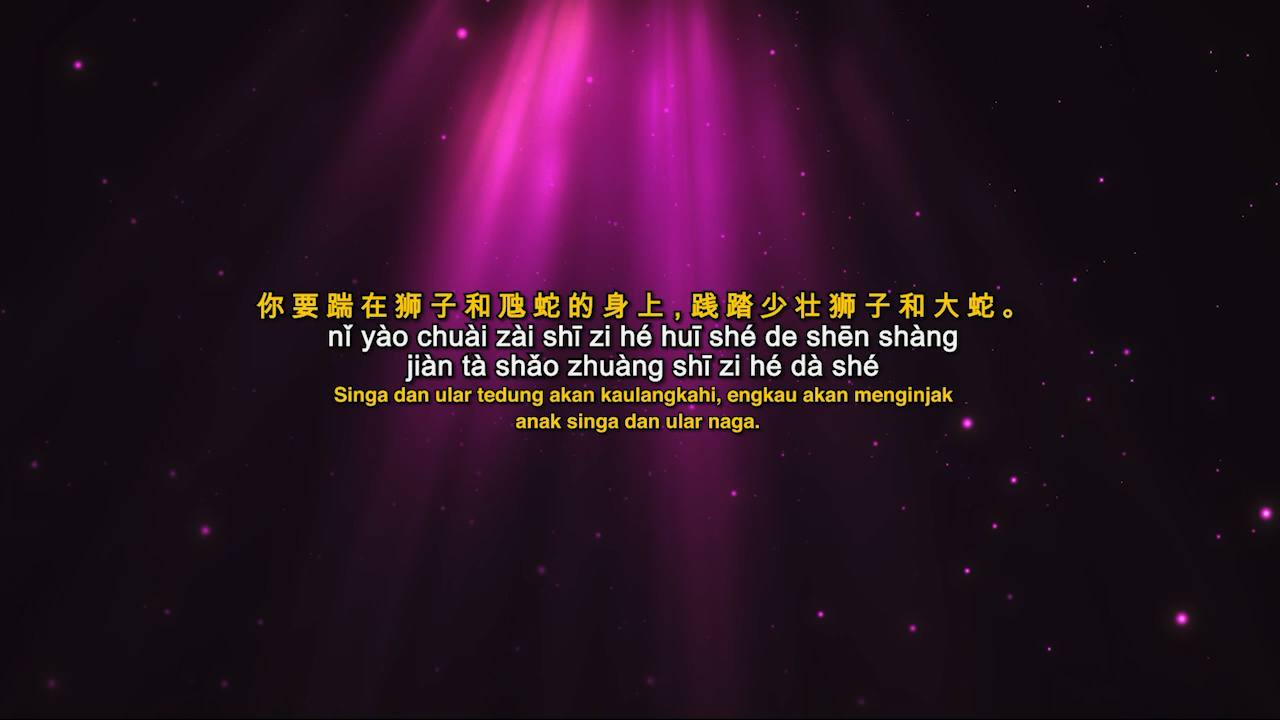 你要踹在狮子和虺蛇的身上,践踏少壮狮子和大蛇。
nǐ yào chuài zài shī zi hé huī shé de shēn shàng
jiàn tà shǎo zhuàng shī zi hé dà shé
Singa dan ular tedung akan kaulangkahi, engkau akan menginjak
anak singa dan ular naga.